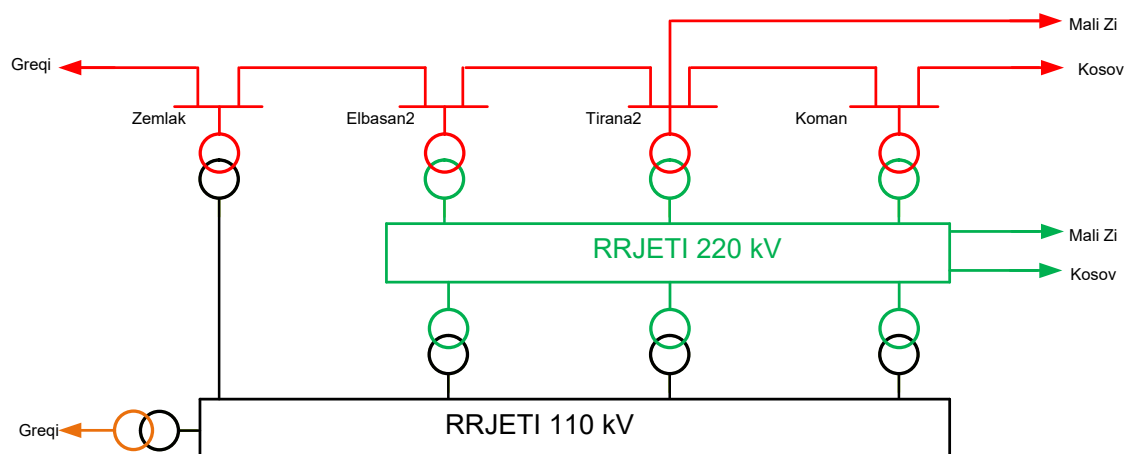 Mali Zi
Greqi
Kosov
Zemlak
Elbasan2
Tirana2
Koman
RRJETI 220 kV
Mali Zi
Kosov
RRJETI 110 kV
Greqi